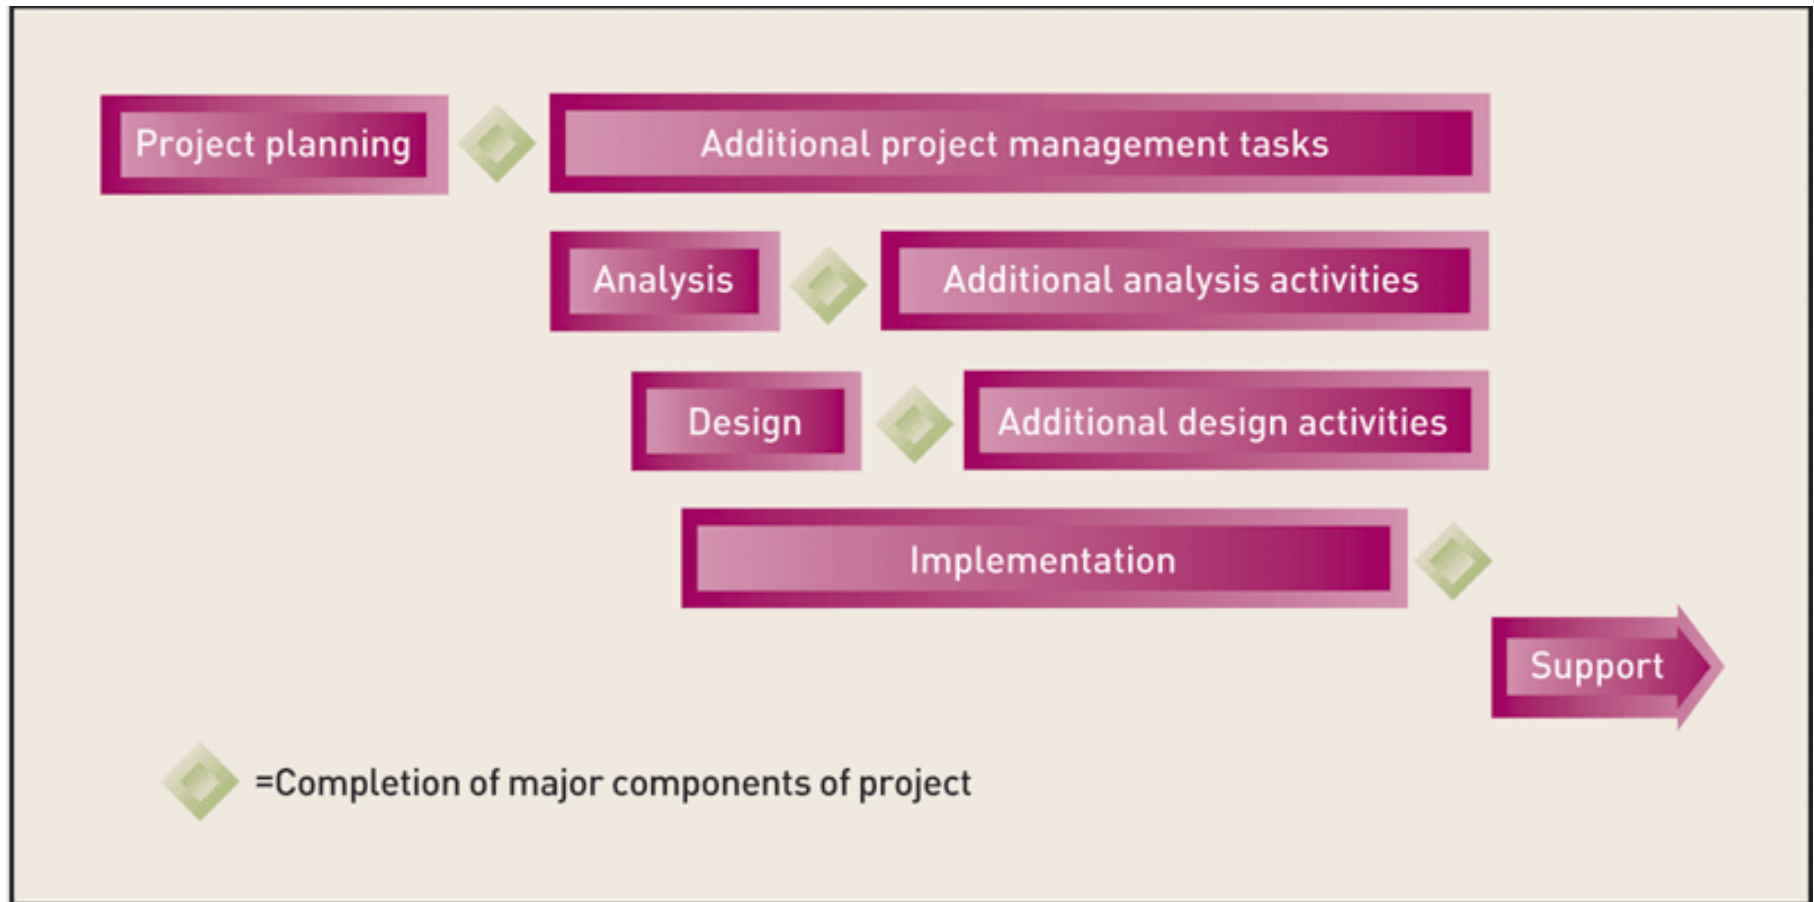 Project planning
Additional project management tasks
Analysis
Additional analysis activities
Design
Additional design activities
Implementation
Support
=Completion of major components of project